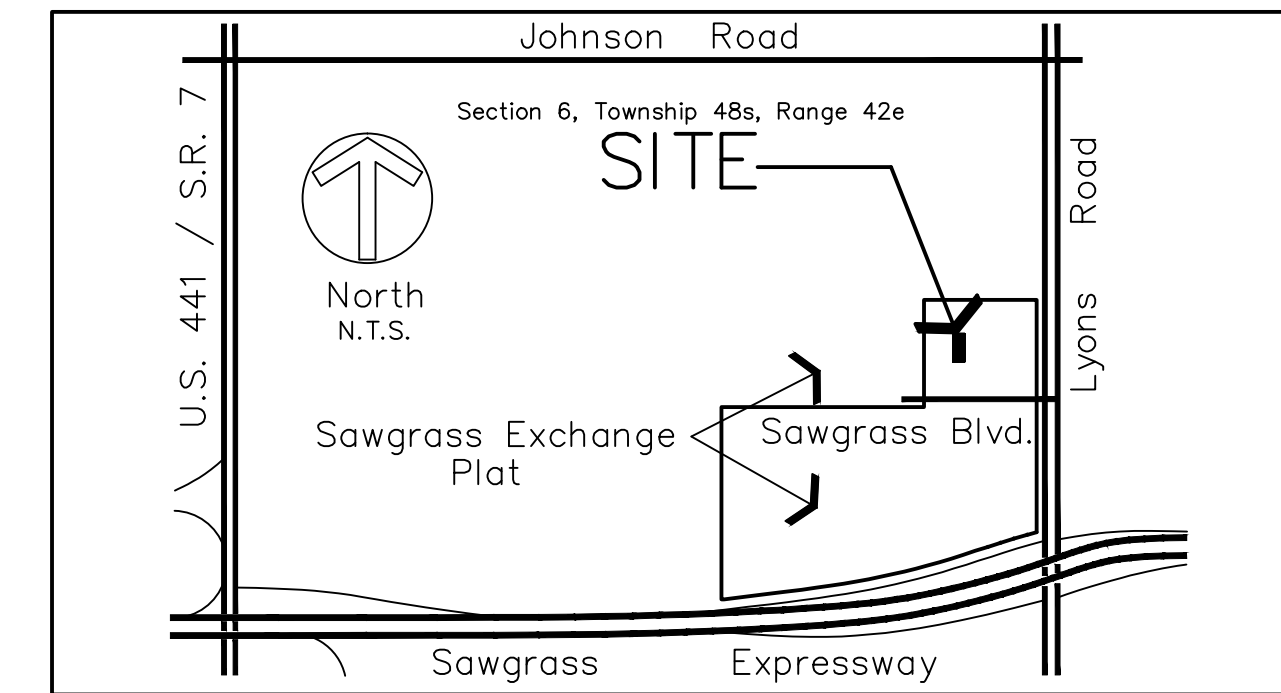 Johnson Road
Section 6, Township 48s, Range 42e
SITE
U.S. 441 / S.R. 7
North
N.T.S.
Lyons Road
Sawgrass Exchange
Plat
Sawgrass Blvd.
Sawgrass Expressway